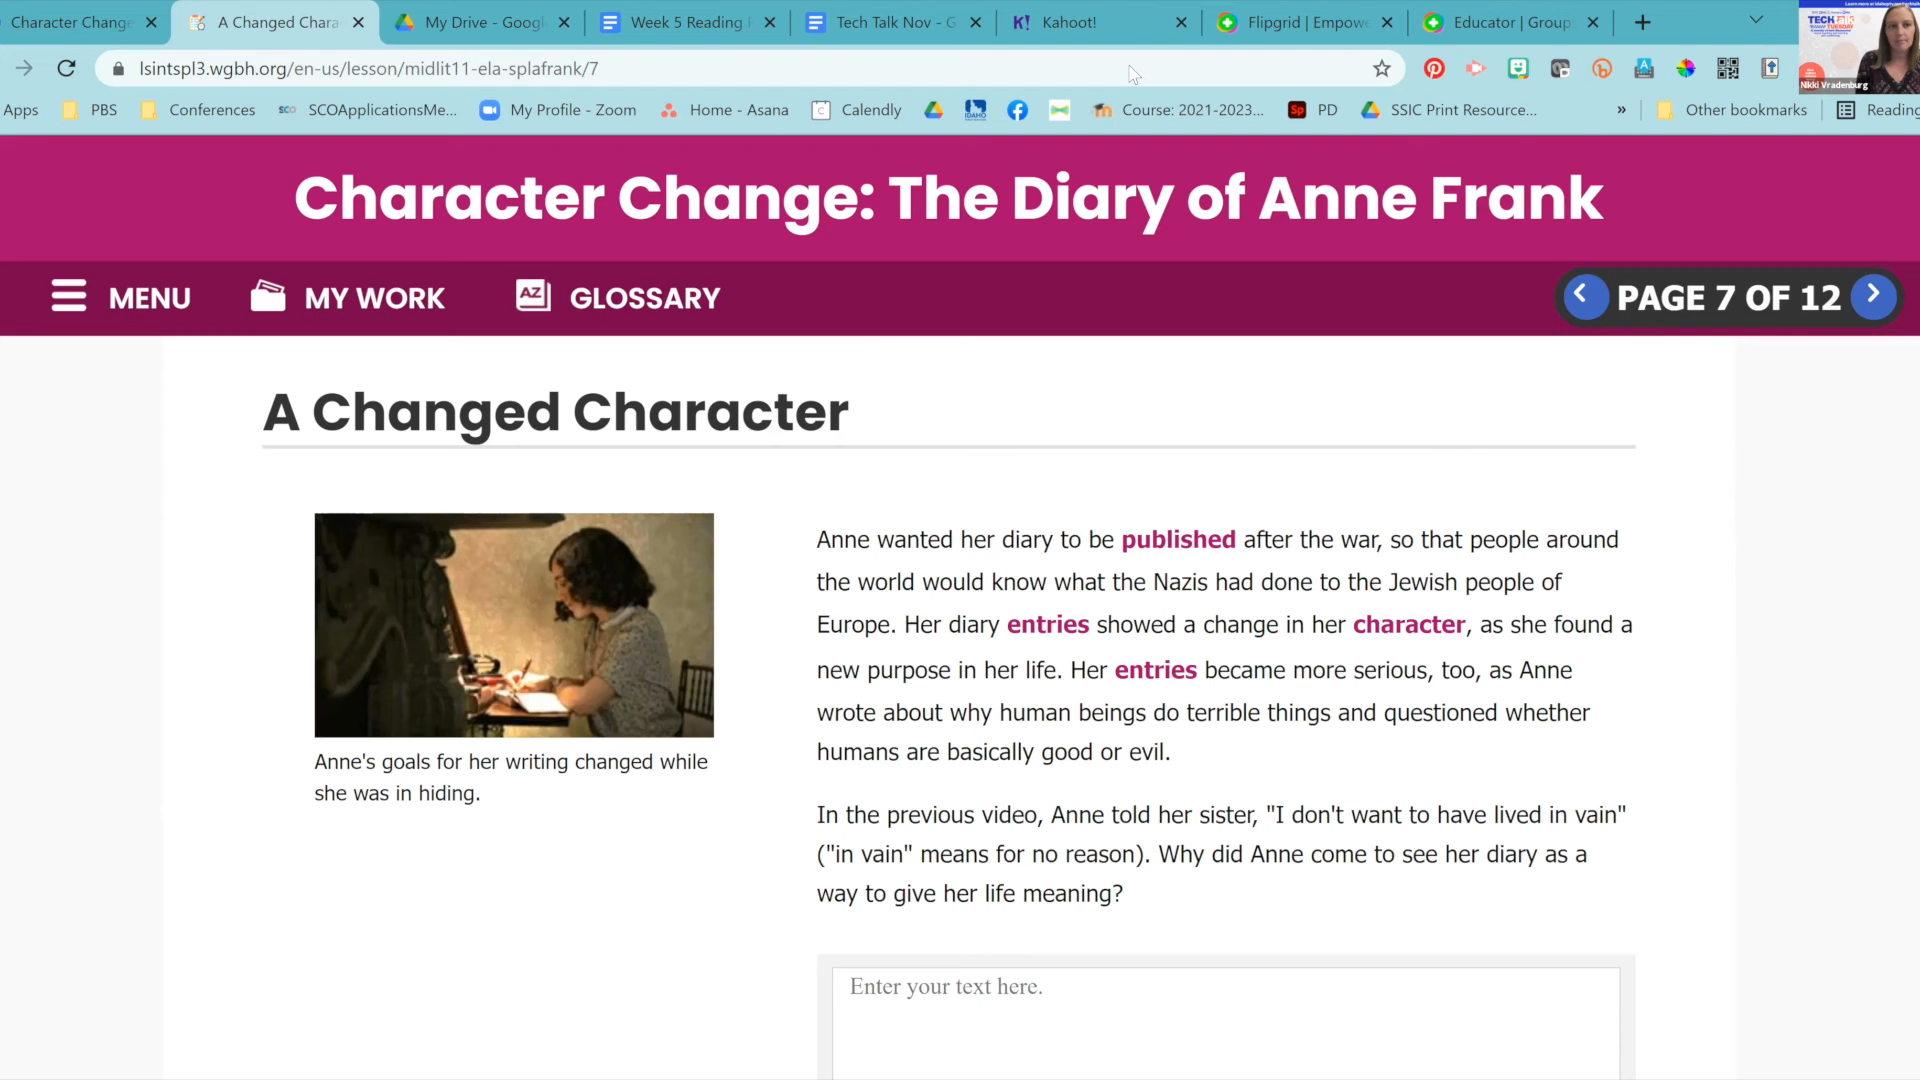 Character Change
A Changed Chara
My Drive - Googl
Week 5 Reading
Tech Talk Nov - G
K!
Kahoot!
Flipgrid | Empow
Educator | Group
lsintspl3.wgbh.org/en-us/lesson/midlit11-ela-splafrank/7
TECHtalk
TUESDAY
Nikki Vradenburg
Apps
PBS
Conferences
SCO
SCOApplicationsMe...
My Profile - Zoom
Home - Asana
Calendly
IDAHO
Course: 2021-2023...
Sp
PD
SSIC Print Resource...
»
Other bookmarks
Reading
Character Change: The Diary of Anne Frank
MENU
MY WORK
AZ
GLOSSARY
PAGE 7 OF 12
A Changed Character
Anne's goals for her writing changed while
she was in hiding.
Anne wanted her diary to be published after the war, so that people around
the world would know what the Nazis had done to the Jewish people of
Europe. Her diary entries showed a change in her character, as she found a
new purpose in her life. Her entries became more serious, too, as Anne
wrote about why human beings do terrible things and questioned whether
humans are basically good or evil.
In the previous video, Anne told her sister, "I don't want to have lived in vain"
("in vain" means for no reason). Why did Anne come to see her diary as a
way to give her life meaning?
Enter your text here.